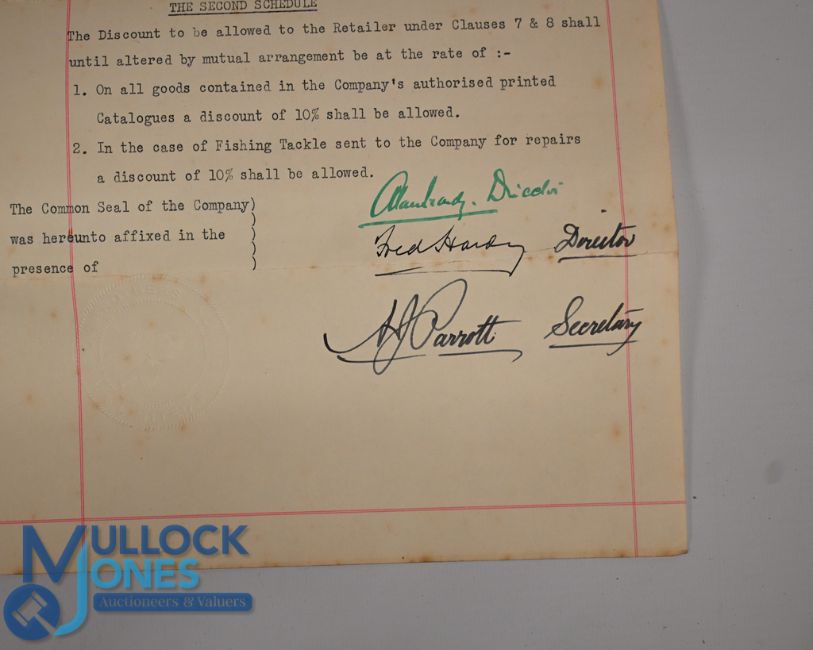 THE SECOND SCHEDULE
The Discount to be allowed to the Retailer under Clauses 7 & 8 shall
until altered by mutual arrangement be at the rate of :-
1. On all goods contained in the Company's authorised printed
Catalogues a discount of 10% shall be allowed.
2. In the case of Fishing Tackle sent to the Company for repairs
a discount of 10% shall be allowed.
The Common Seal of the Company)
was hereunto affixed in the )
presence of )
Director
Fred Hardy Director
A J Parrott Secretary
MULLOCK
JONES
Auctioneers & Valuers